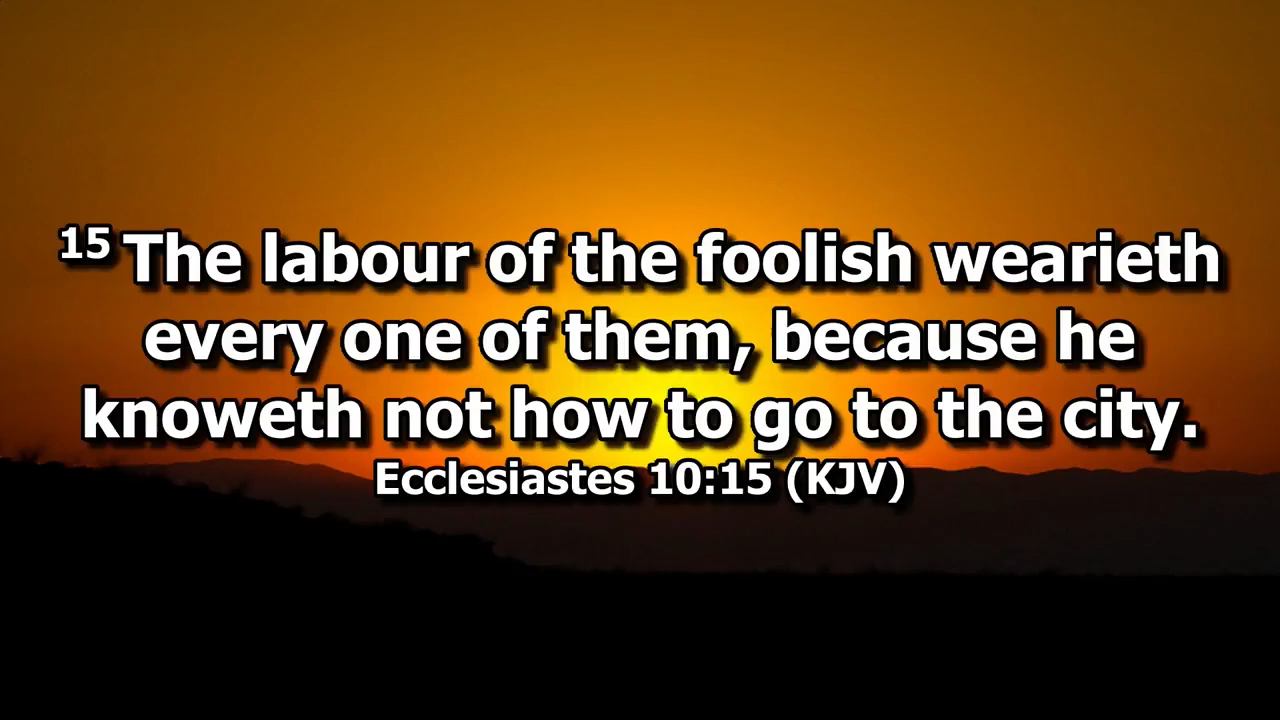 15 The labour of the foolish wearieth
every one of them, because he
knoweth not how to go to the city.
Ecclesiastes 10:15 (KJV)